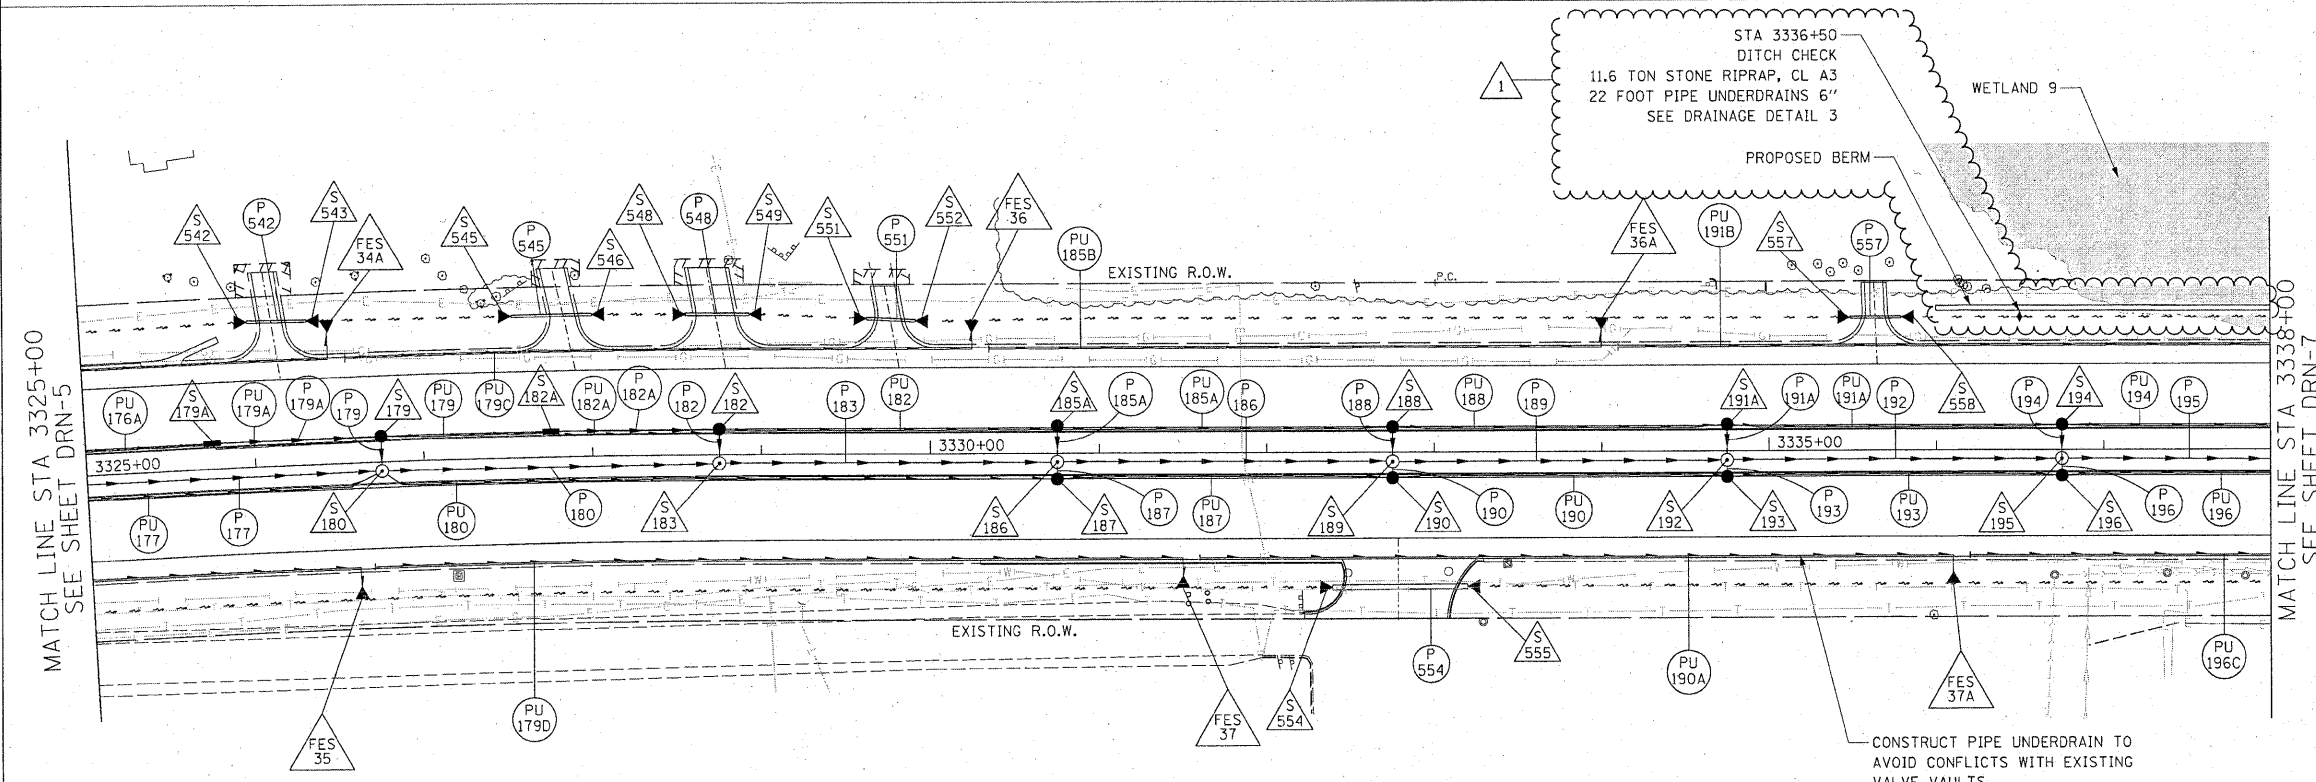 STA 3336+50
DITCH CHECK
11.6 TON STONE RIPRAP, CL A3
22 FOOT PIPE UNDERDRAINS 6"
SEE DRAINAGE DETAIL 3
1
WETLAND 9
PROPOSED BERM
S
542
P
542
S
543
FES
34A
S
545
P
545
S
546
S
548
P
548
S
549
S
551
P
551
S
552
FES
36
PU
185B
EXISTING R.O.W.
P.C.
FES
36A
PU
191B
S
557
P
557
MATCH LINE STA 3325+00
SEE SHEET DRN-5
PU
176A
S
179A
PU
179A
P
179A
P
179
S
179
PU
179
PU
179C
S
182A
PU
182A
P
182A
P
182
S
182
P
183
PU
182
S
185A
P
185A
PU
185A
P
186
P
188
S
188
PU
188
P
189
S
191A
P
191A
PU
191A
P
192
S
558
P
194
S
194
PU
194
P
195
3325+00
3330+00
3335+00
PU
177
P
177
S
180
PU
180
P
180
S
183
S
186
S
187
P
187
PU
187
S
189
S
190
P
190
PU
190
S
192
S
193
P
193
PU
193
S
195
S
196
P
196
PU
196
MATCH LINE STA 3338+00
SEE SHEET DRN-7
EXISTING R.O.W.
FES
35
PU
179D
FES
37
S
554
P
554
S
555
PU
190A
FES
37A
PU
196C
CONSTRUCT PIPE UNDERDRAIN TO
AVOID CONFLICTS WITH EXISTING
VALVE VAULTS